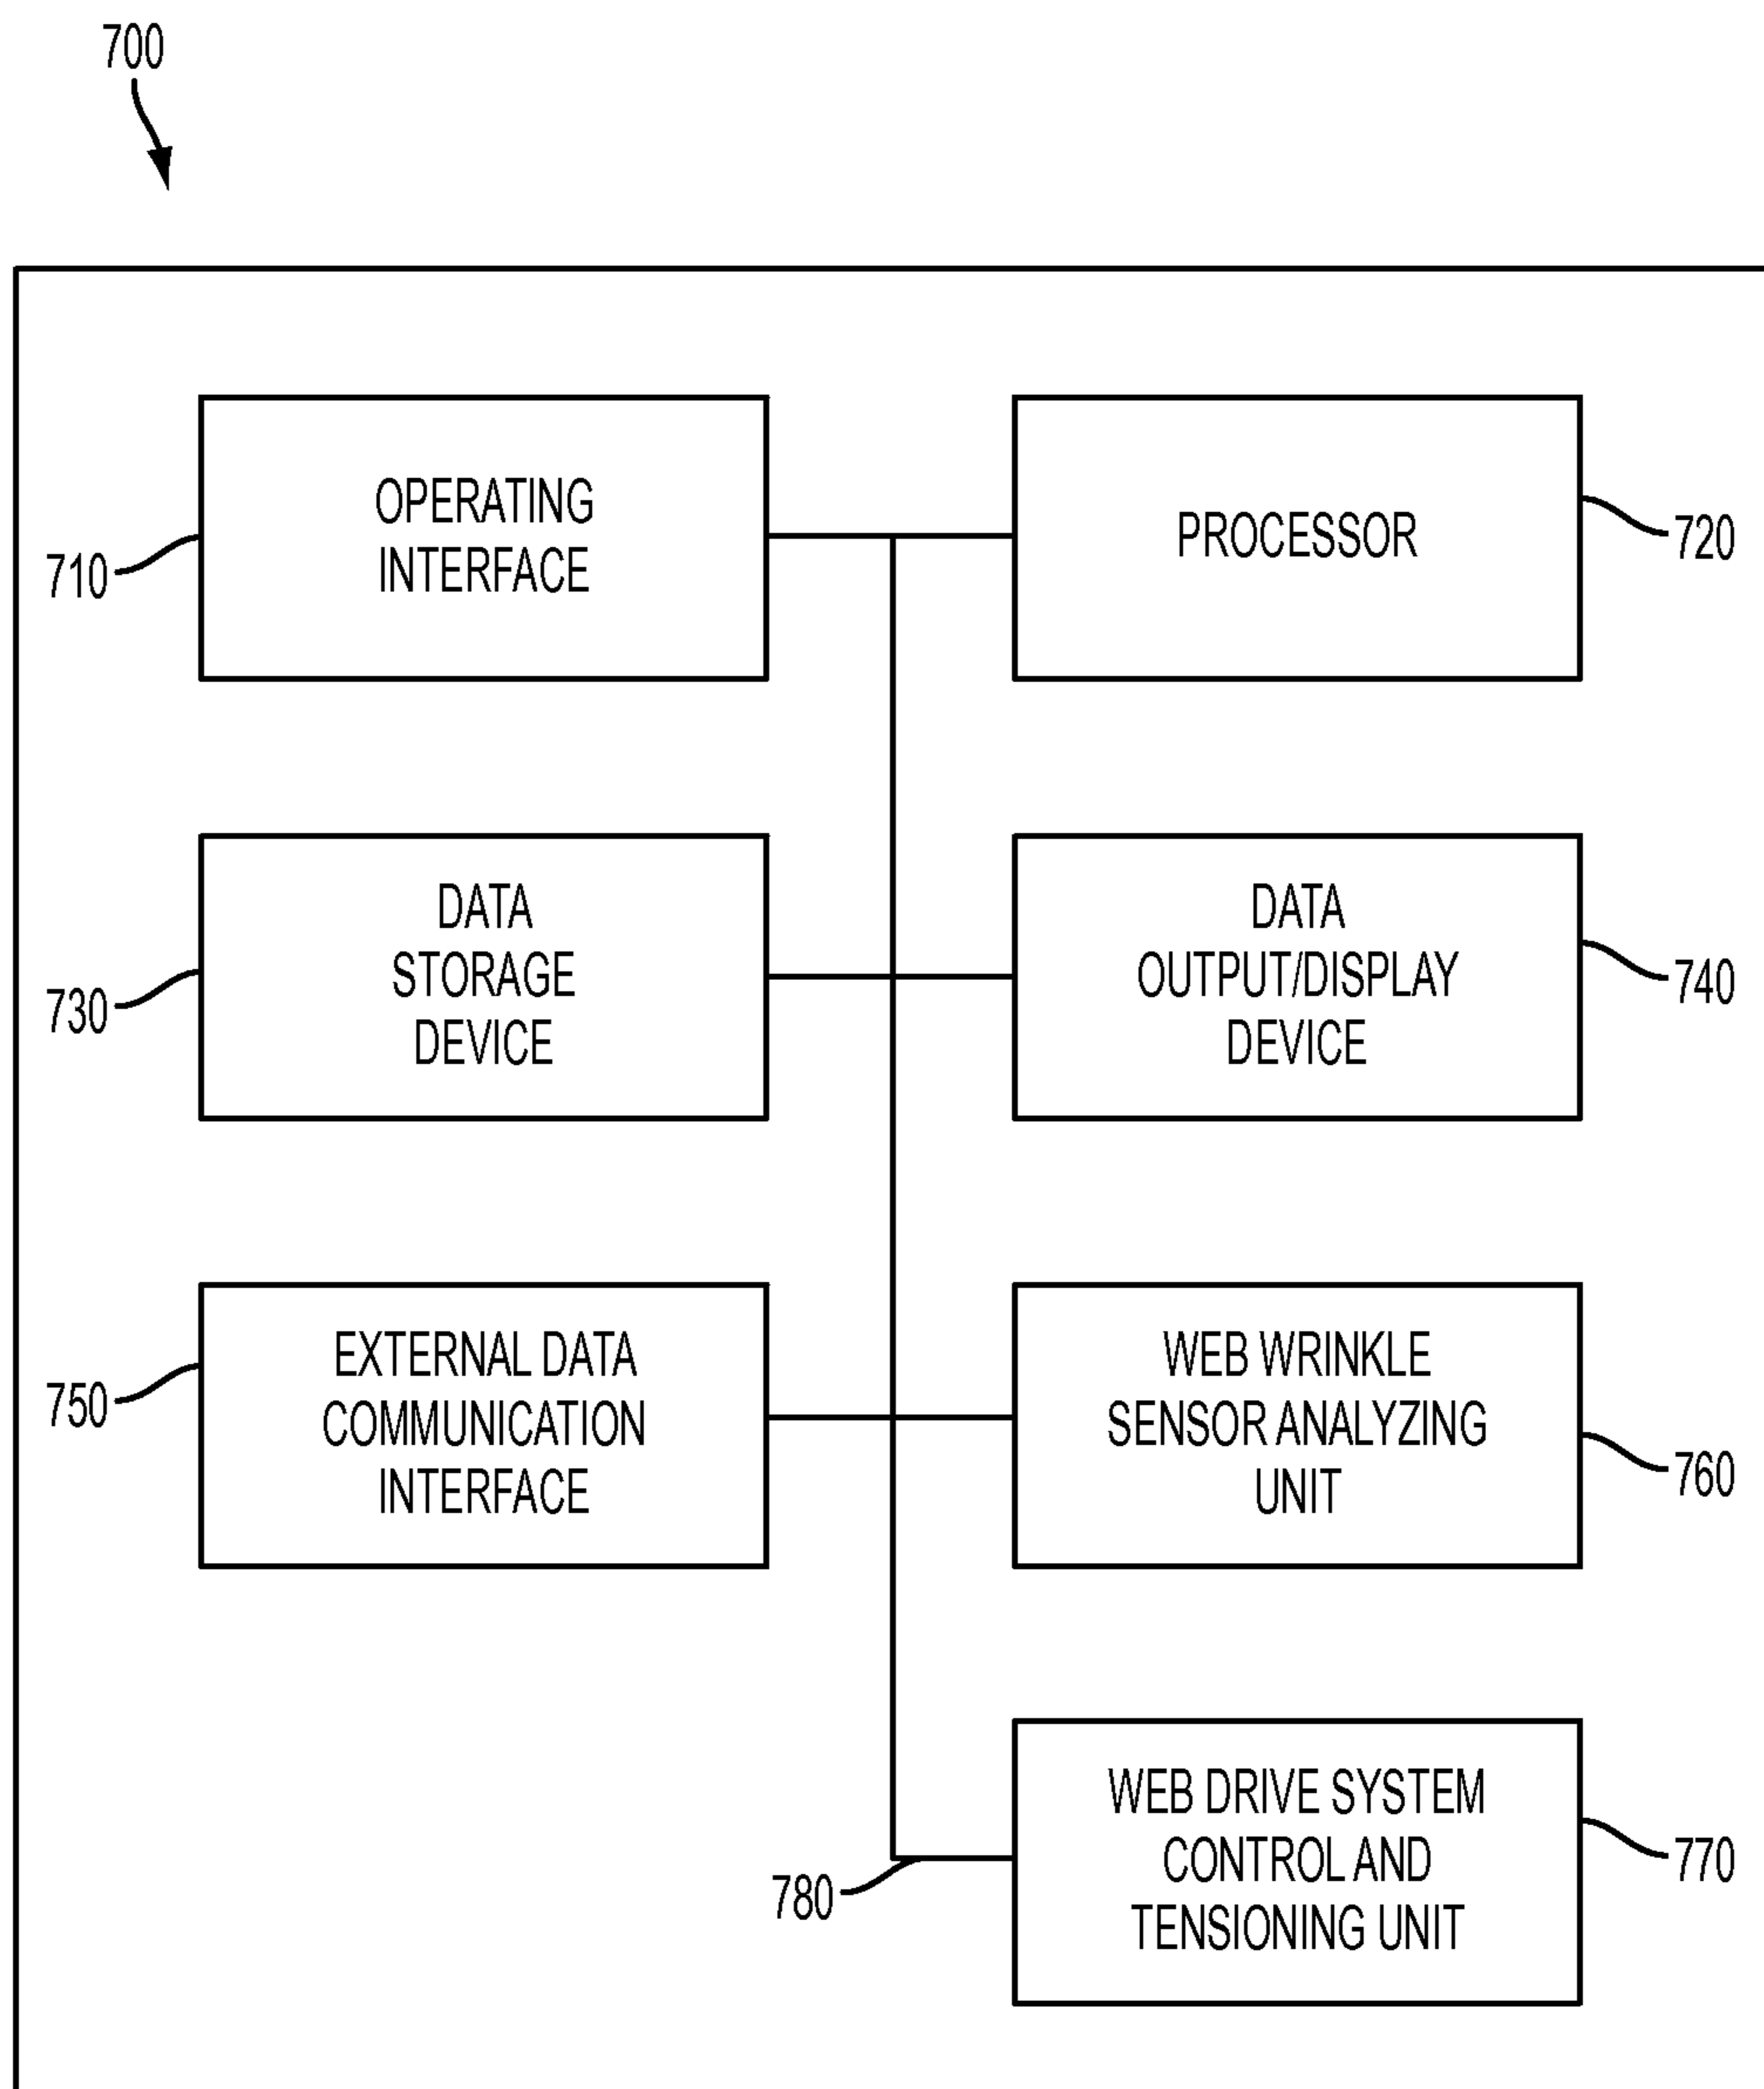 700
OPERATING
INTERFACE
710
PROCESSOR
720
DATA
STORAGE
DEVICE
730
DATA
OUTPUT/DISPLAY
DEVICE
740
EXTERNAL DATA
COMMUNICATION
INTERFACE
750
WEB WRINKLE
SENSOR ANALYZING
UNIT
760
WEB DRIVE SYSTEM
CONTROL AND
TENSIONING UNIT
770
780